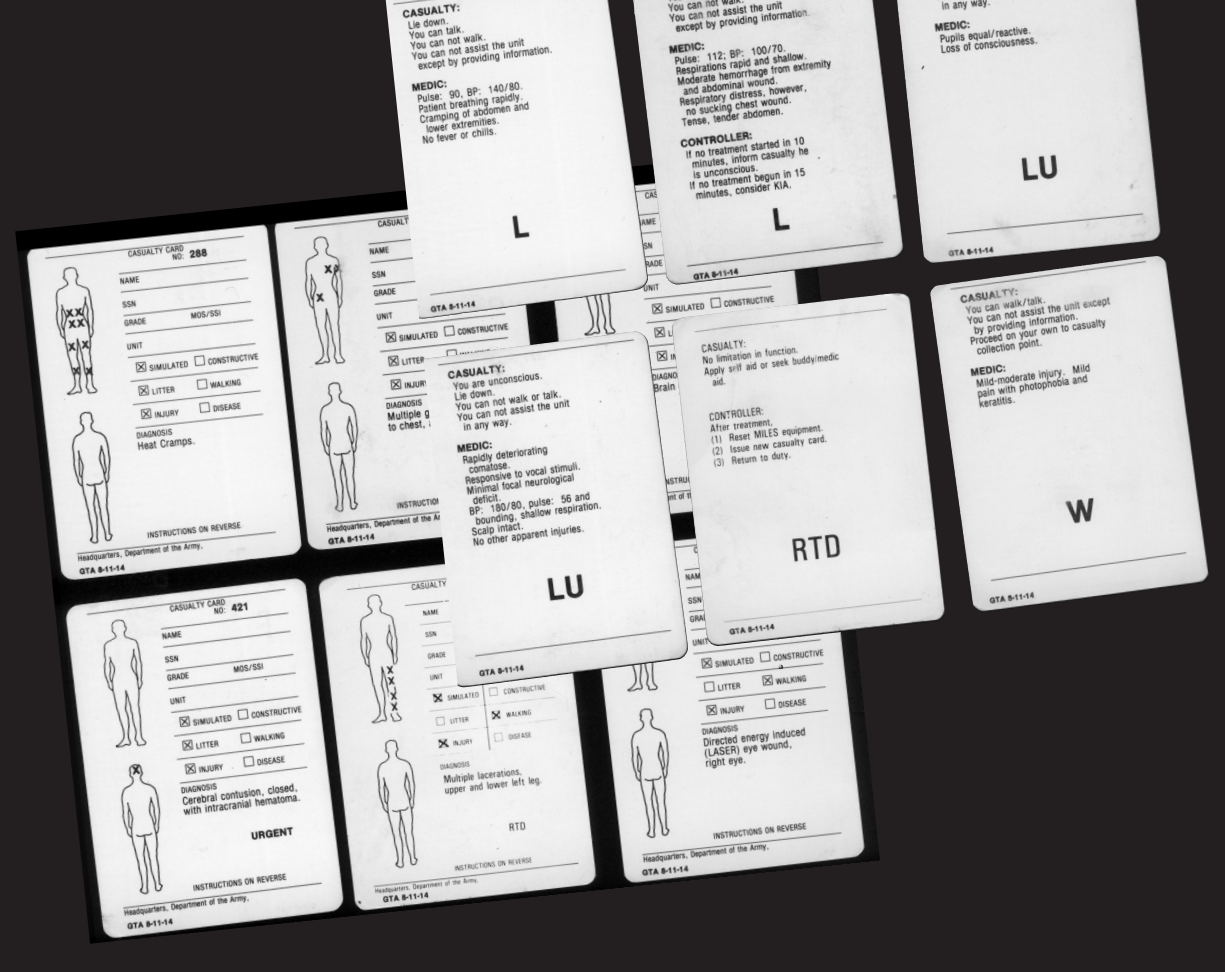 CASUALTY:
Lie down.
You can talk.
You can not walk.
You can not assist the unit
except by providing information.
MEDIC:
Pulse: 90, BP: 140/80.
Patient breathing rapidly.
Cramping of abdomen and
lower extremities.
No fever or chills.
L
GTA 8-11-14
You can not walk.
You can not assist the unit
except by providing information.
MEDIC:
Pulse: 112; BP: 100/70.
Respirations rapid and shallow.
Moderate hemorrhage from extremity
and abdominal wound.
Respiratory distress, however,
no sucking chest wound.
Tense, tender abdomen.
CONTROLLER:
If no treatment started in 10
minutes, inform casualty he
is unconscious.
If no treatment begun in 15
minutes, consider KIA.
L
GTA 8-11-14
in any way.
MEDIC:
Pupils equal/reactive.
Loss of consciousness.
LU
GTA 8-11-14
CASUALTY CARD
NO: 288
NAME
SSN
GRADE MOS/SSI
UNIT
SIMULATED CONSTRUCTIVE
LITTER WALKING
INJURY DISEASE
DIAGNOSIS
Heat Cramps.
XX
XX
X X
X X
INSTRUCTIONS ON REVERSE
Headquarters, Department of the Army,
GTA 8-11-14
NAME
SSN
GRADE
UNIT
SIMULATED CONSTRUCTIVE
LITTER
DIAGNOSIS
Multiple
to chest,
X
X
Headquarters, Department of the Army,
GTA 8-11-14
SIMULATED CONSTRUCTIVE
Brain
CASUALTY:
You are unconscious.
Lie down.
You can not walk or talk.
You can not assist the unit
in any way.
MEDIC:
Rapidly deteriorating
comatose.
Responsive to vocal stimuli.
Minimal focal neurological
deficit.
BP: 180/80, pulse: 56 and
bounding, shallow respiration.
Scalp intact.
No other apparent injuries.
LU
GTA 8-11-14
CASUALTY:
No limitation in function.
Apply self aid or seek buddy/medic
aid.
CONTROLLER:
After treatment,
(1) Reset MILES equipment.
(2) Issue new casualty card.
(3) Return to duty.
RTD
GTA 8-11-14
CASUALTY:
You can walk/talk.
You can not assist the unit except
by providing information.
Proceed on your own to casualty
collection point.
MEDIC:
Mild-moderate injury. Mild
pain with photophobia and
keratitis.
W
GTA 8-11-14
CASUALTY CARD
NO: 421
NAME
SSN
GRADE MOS/SSI
UNIT
SIMULATED CONSTRUCTIVE
LITTER WALKING
INJURY DISEASE
DIAGNOSIS
Cerebral contusion, closed,
with intracranial hematoma.
URGENT
X
INSTRUCTIONS ON REVERSE
Headquarters, Department of the Army,
GTA 8-11-14
NAME
SSN
GRADE
UNIT
SIMULATED CONSTRUCTIVE
LITTER WALKING
INJURY DISEASE
DIAGNOSIS
Multiple lacerations,
upper and lower left leg.
RTD
X
X
X
X
X
INSTRUCTIONS ON REVERSE
Headquarters, Department of the Army,
GTA 8-11-14
SIMULATED CONSTRUCTIVE
LITTER WALKING
INJURY DISEASE
DIAGNOSIS
Directed energy induced
(LASER) eye wound,
right eye.
INSTRUCTIONS ON REVERSE
Headquarters, Department of the Army,
GTA 8-11-14